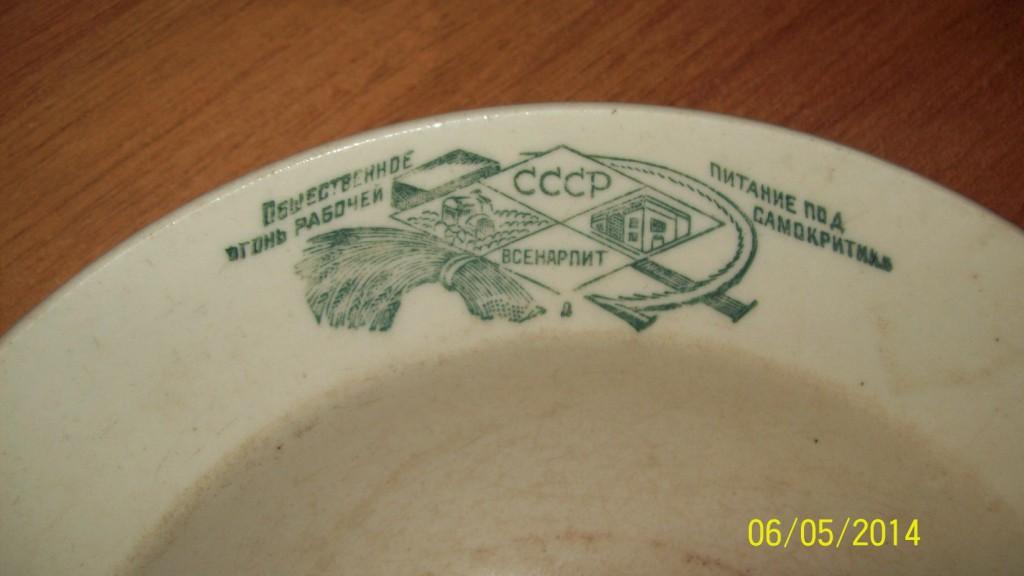 ОБЩЕСТВЕННОЕ
ОГОНЬ РАБОЧЕЙ
СССР
ВСЕНАРПИТ
ПИТАНИЕ ПОД
САМОКРИТИКИ
06/05/2014